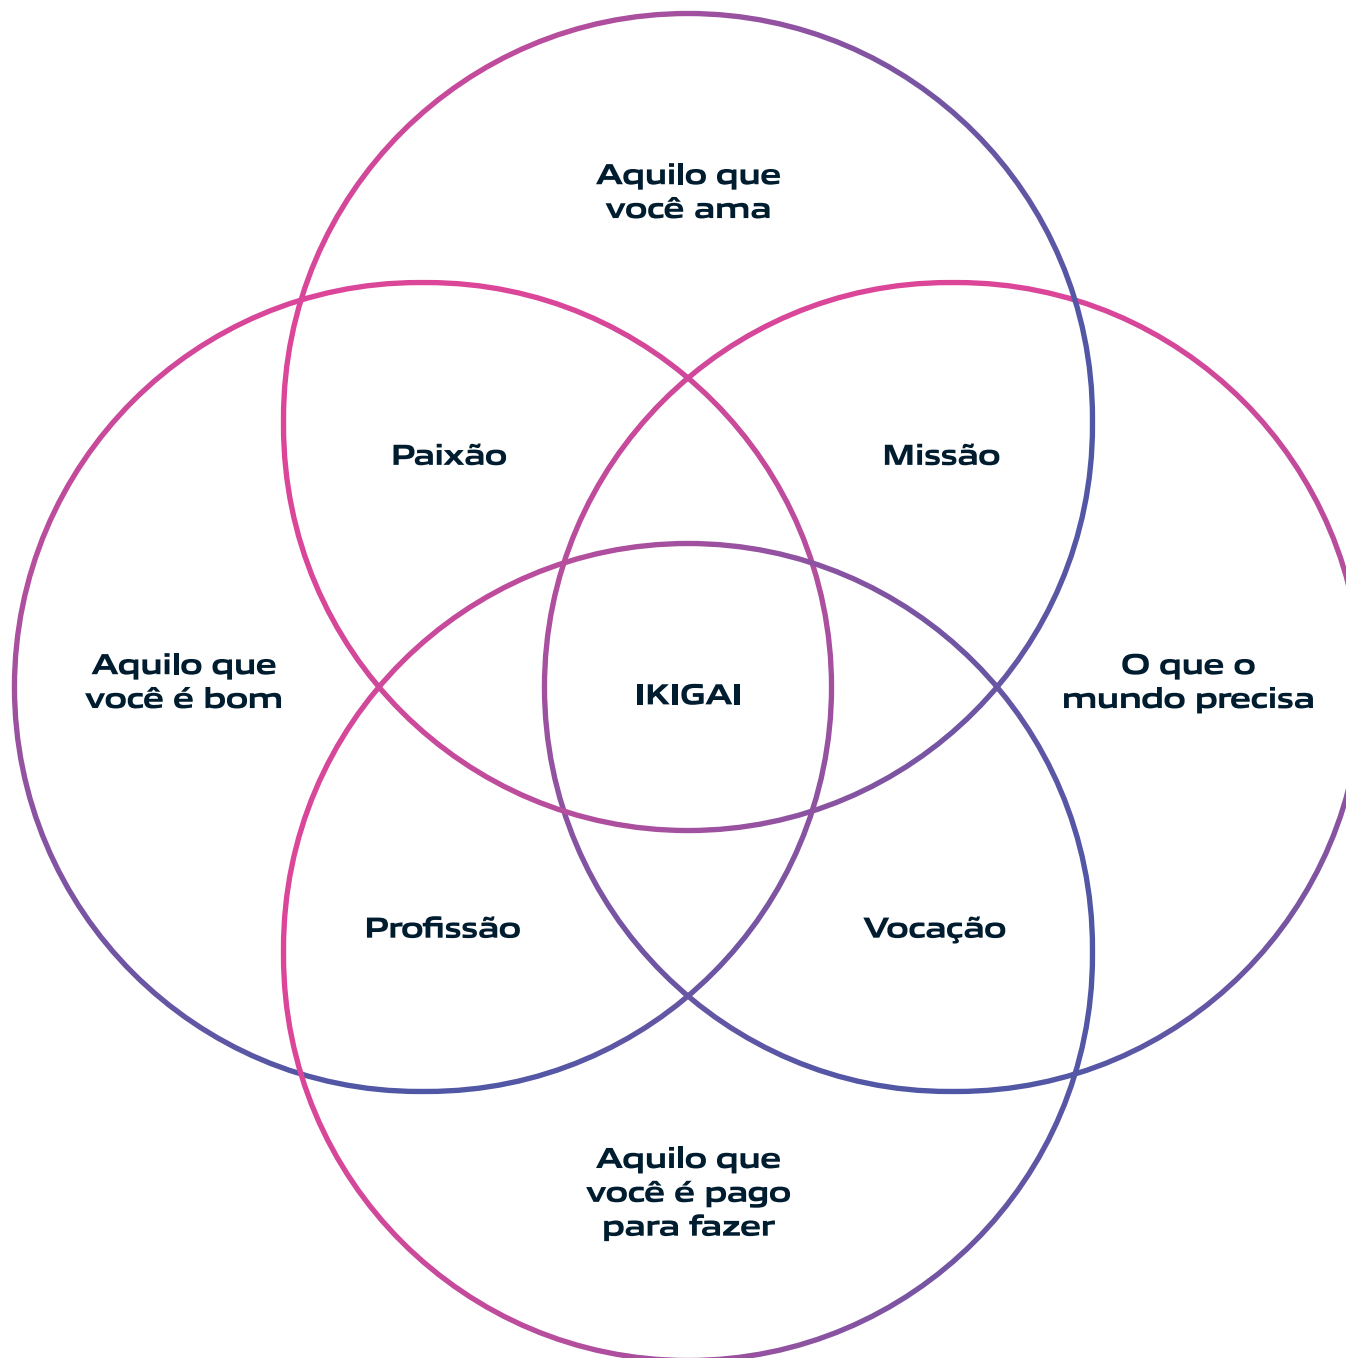 Aquilo que
você ama
Paixão
Missão
Aquilo que
você é bom
IKIGAI
O que o
mundo precisa
Profissão
Vocação
Aquilo que
você é pago
para fazer